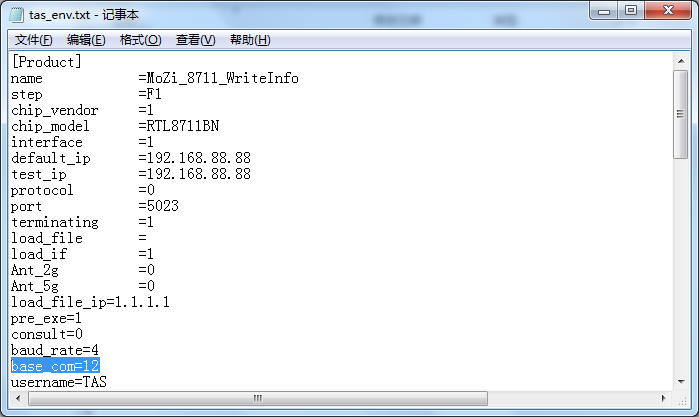 tas_env.txt - 记事本
文件(F) 编辑(E) 格式(O) 查看(V) 帮助(H)
[Product]
name =MoZi_8711_WriteInfo
step =F1
chip_vendor =1
chip_model =RTL8711BN
interface =1
default_ip =192.168.88.88
test_ip =192.168.88.88
protocol =0
port =5023
terminating =1
load_file =
load_if =1
Ant_2g =0
Ant_5g =0
load_file_ip=1.1.1.1
pre_exe=1
consult=0
baud_rate=4
base_com=12
username=TAS